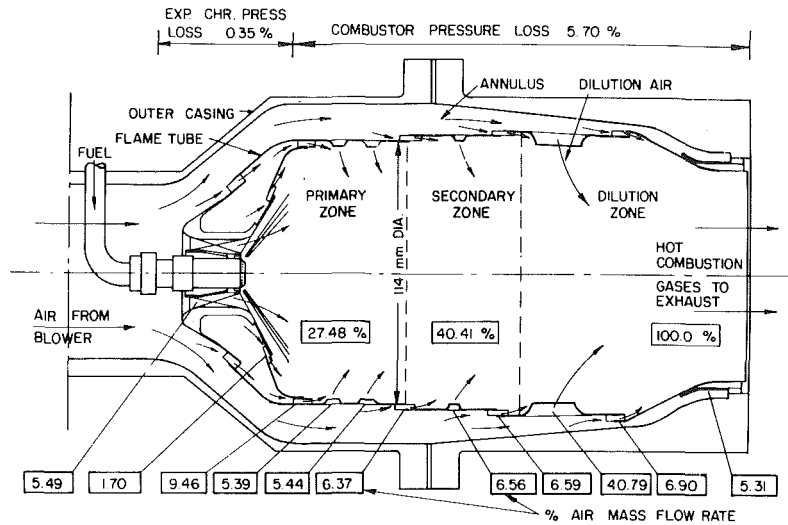 EXP. CHR. PRESS
LOSS 0.35 %
COMBUSTOR PRESSURE LOSS 5.70 %
ANNULUS
DILUTION AIR
OUTER CASING
FLAME TUBE
FUEL
PRIMARY
ZONE
SECONDARY
ZONE
DILUTION
ZONE
114 mm DIA.
HOT
COMBUSTION
GASES TO
EXHAUST
AIR FROM
BLOWER
27.48 %
40.41 %
100.0 %
5.49
1.70
9.46
5.39
5.44
6.37
6.56
6.59
40.79
6.90
5.31
% AIR MASS FLOW RATE